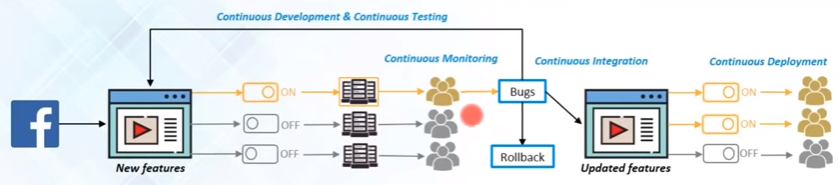 Continuous Development & Continuous Testing
Continuous Monitoring
Continuous Integration
Continuous Deployment
f
ON
OFF
OFF
New features
Bugs
Rollback
Updated features
ON
ON
OFF